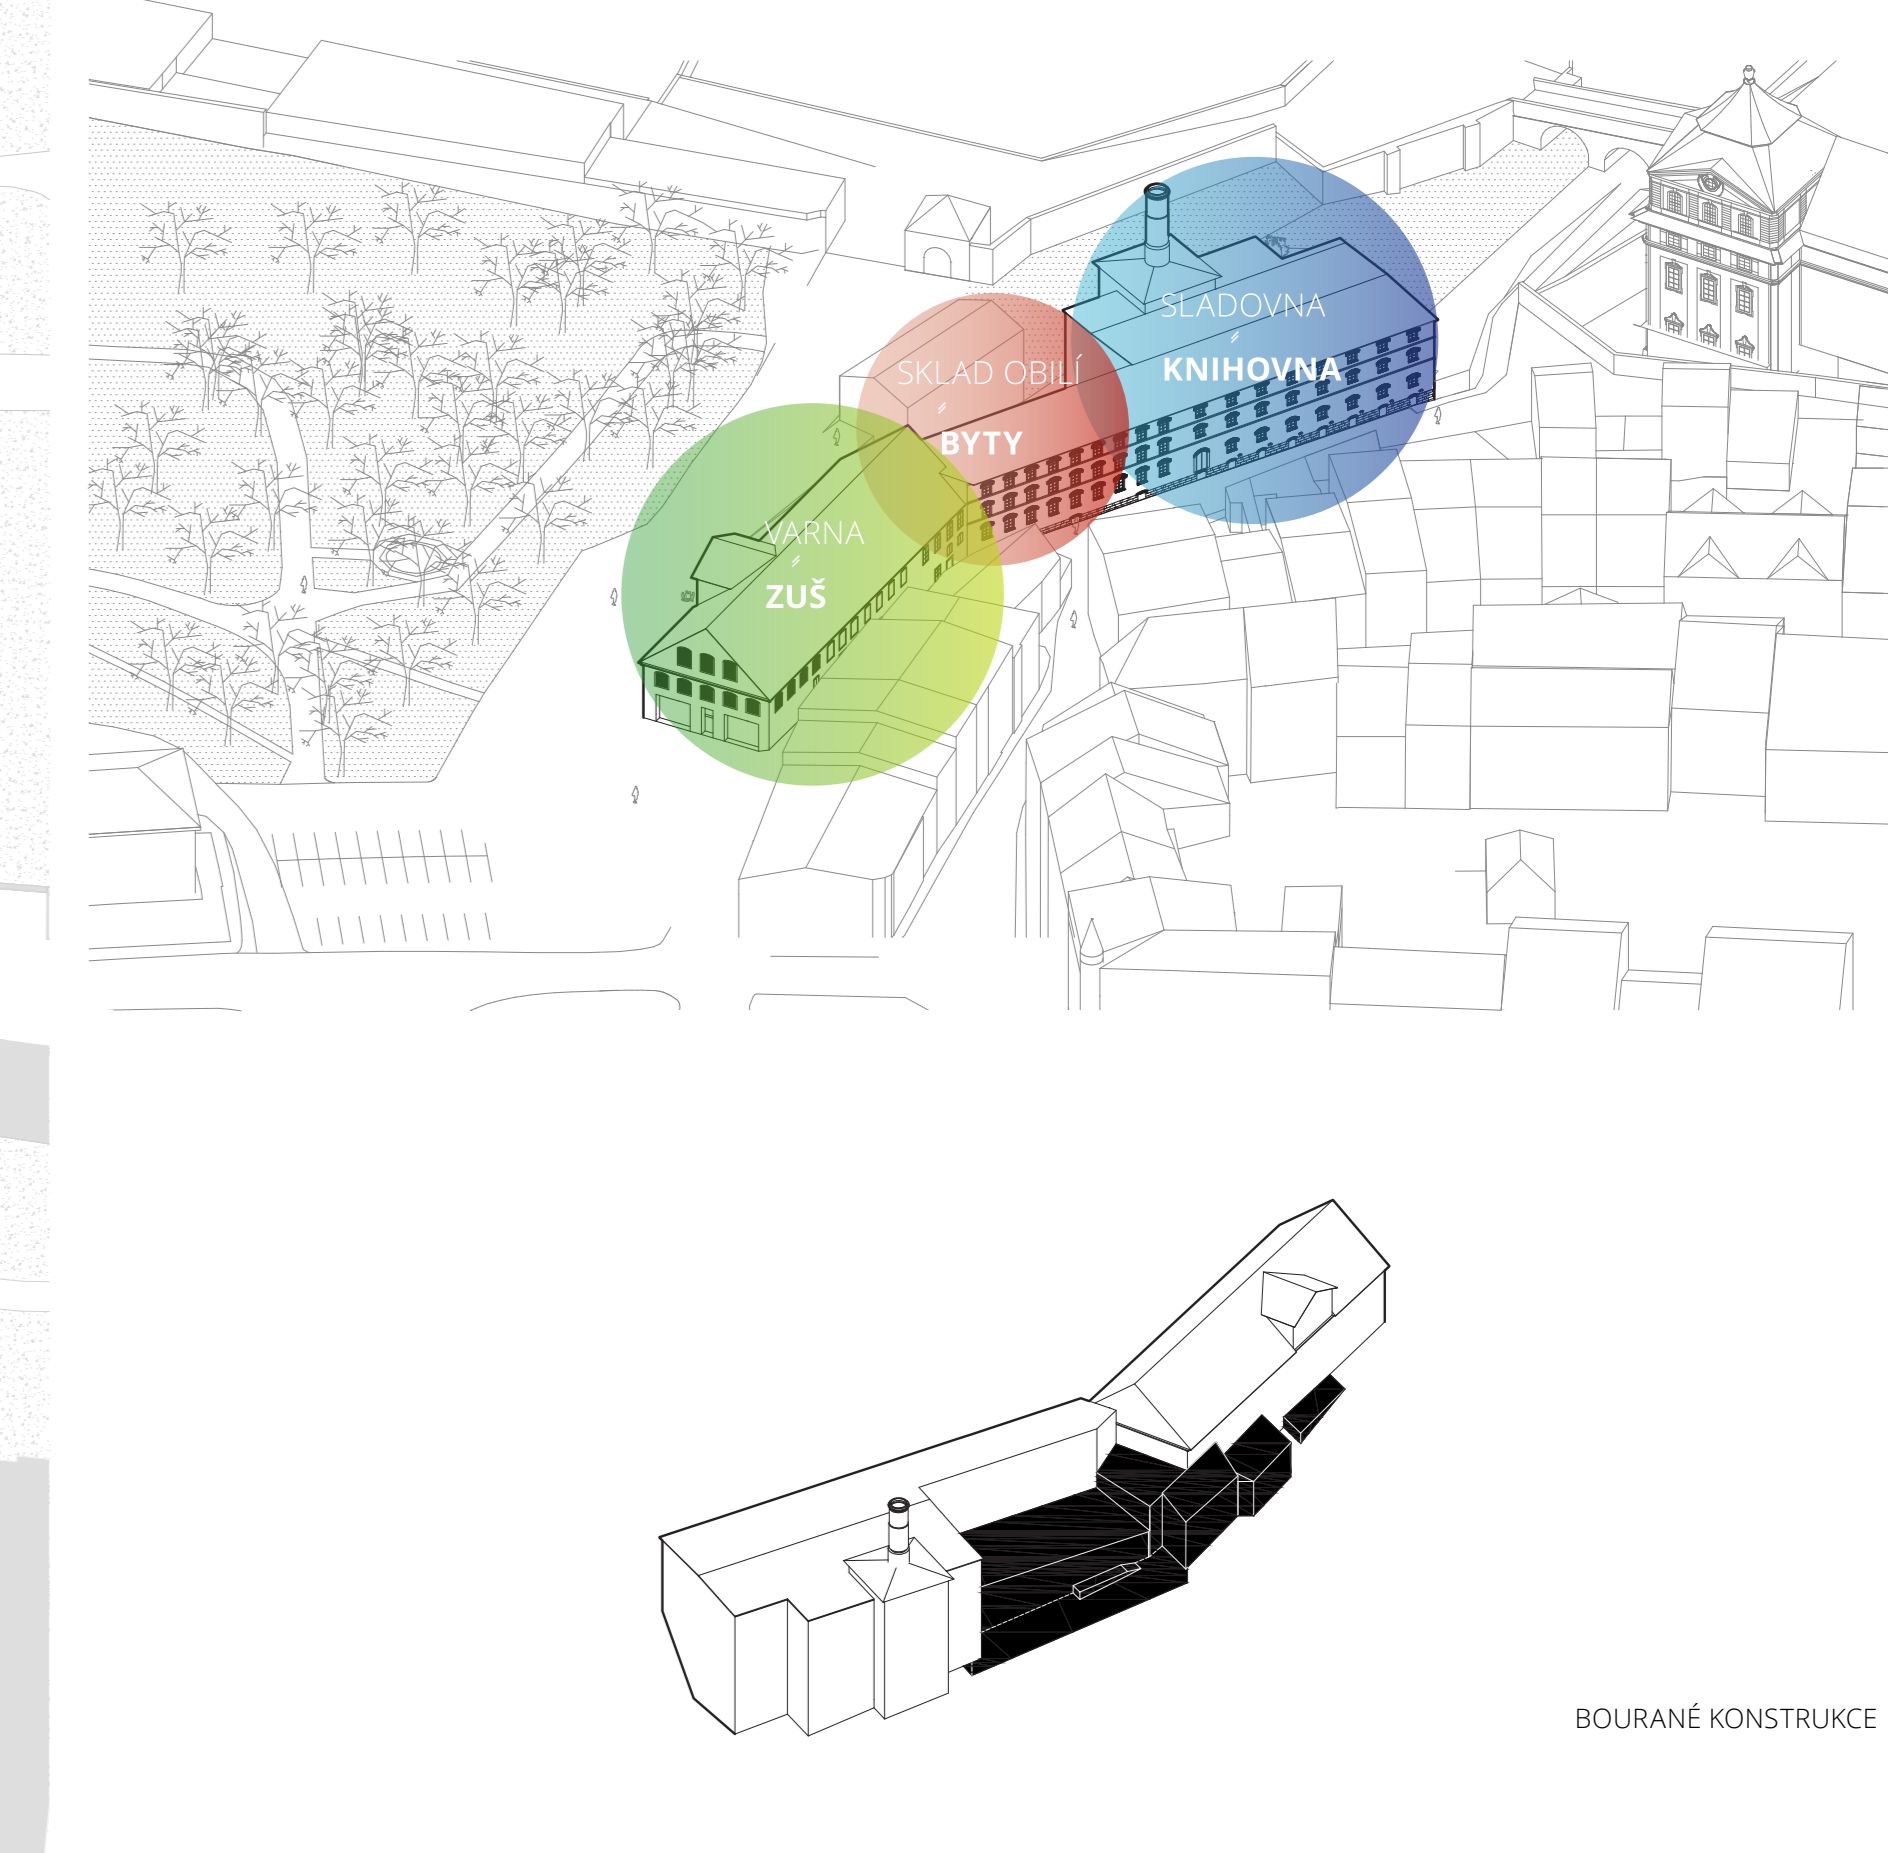 SLADOVNA
KNIHOVNA
SKLAD OBILÍ
BYTY
VARNA
ZUŠ
BOURANÉ KONSTRUKCE